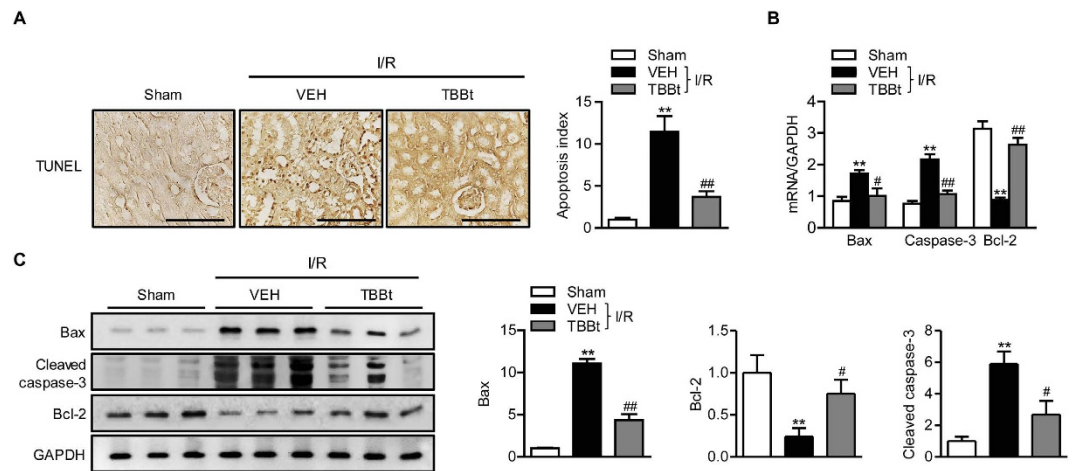 A
I/R
Sham VEH TBBt
TUNEL
Sham
VEH
TBBt
I/R
Apoptosis index
15
10
5
0
**
##
B
Sham
VEH
TBBt
I/R
mRNA/GAPDH
4
3
2
1
0
**
#
**
##
**
##
Bax Caspase-3 Bcl-2
C
I/R
Sham VEH TBBt
Bax
Cleaved
caspase-3
Bcl-2
GAPDH
Sham
VEH
TBBt
I/R
Bax
15
10
5
0
**
##
Bcl-2
1.5
1.0
0.5
0.0
**
#
Cleaved caspase-3
8
6
4
2
0
**
#